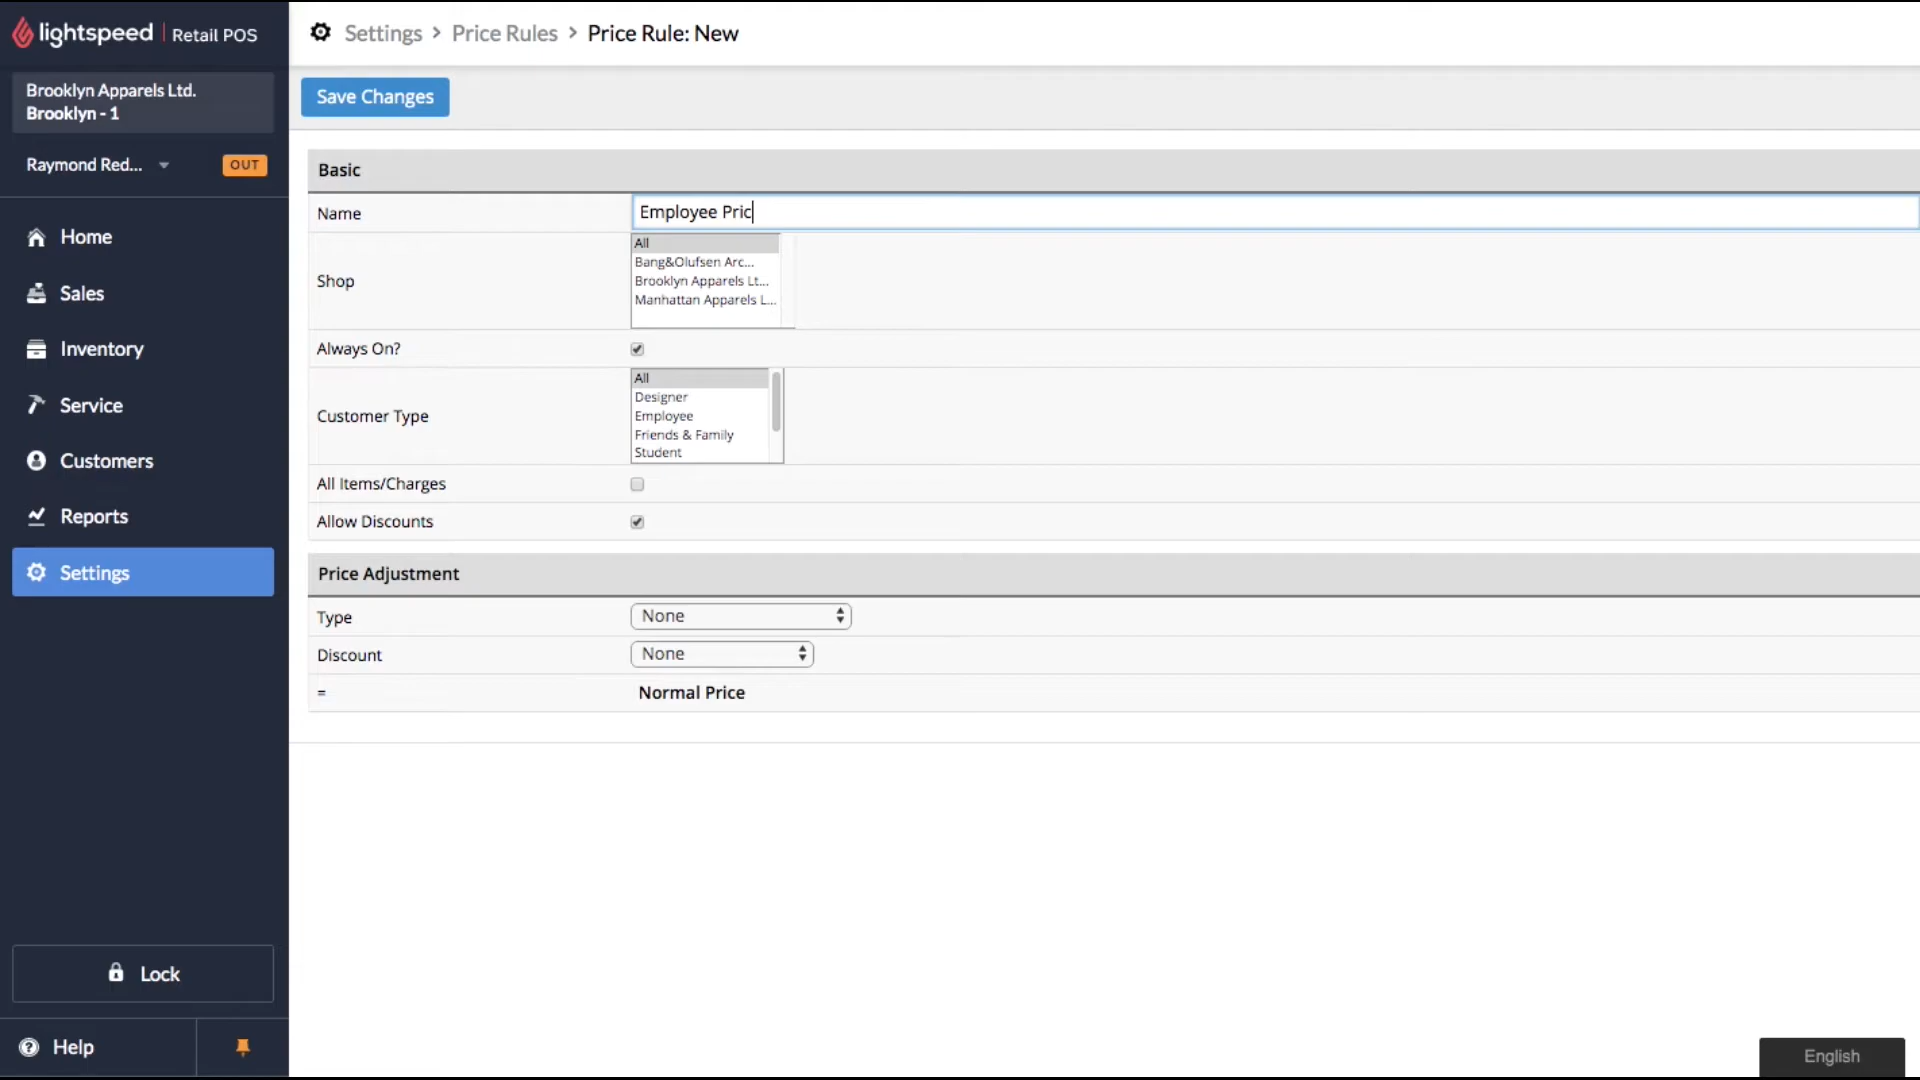 lightspeed | Retail POS
Settings > Price Rules > Price Rule: New
Brooklyn Apparels Ltd.
Brooklyn - 1
Save Changes
Raymond Red...
OUT
Home
Sales
Inventory
Service
Customers
Reports
Settings
Lock
Help
Basic
Name
Employee Pric
Shop
All
Bang&Olufsen Arc...
Brooklyn Apparels Lt...
Manhattan Apparels L...
Always On?
Customer Type
All
Designer
Employee
Friends & Family
Student
All Items/Charges
Allow Discounts
Price Adjustment
Type
None
Discount
None
= Normal Price
English